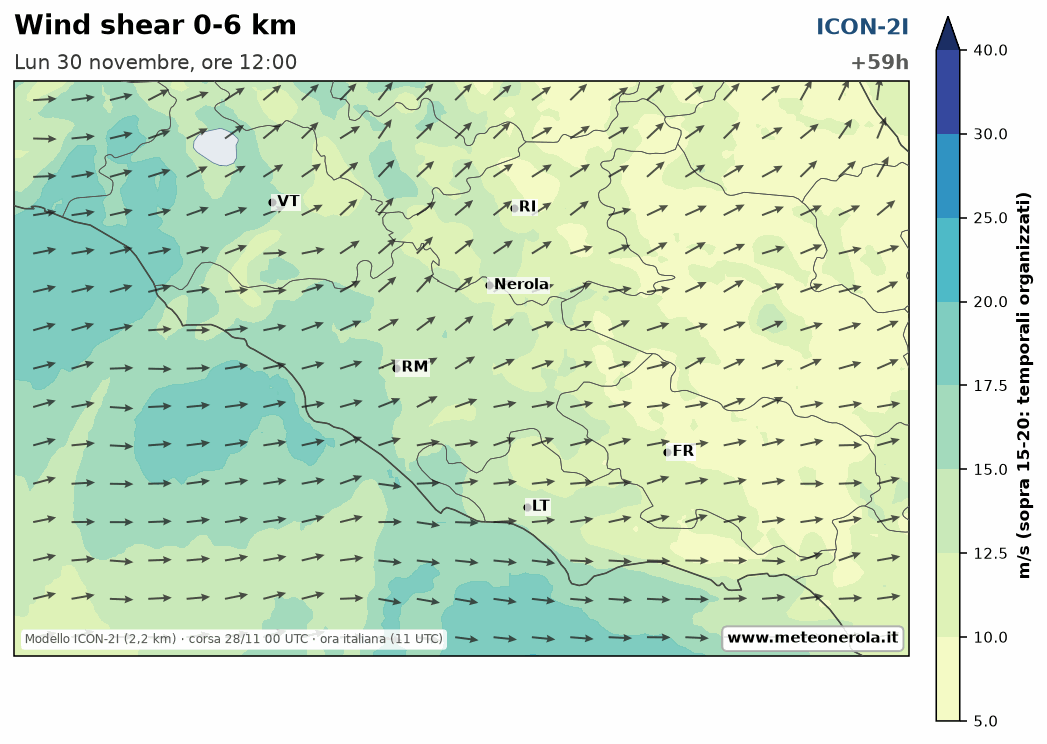 Wind shear 0-6 km
ICON-2I
Lun 30 novembre, ore 12:00
+59h
40.0
30.0
25.0
20.0
17.5
15.0
12.5
10.0
5.0
m/s (sopra 15-20: temporali organizzati)
VT
RI
Nerola
RM
FR
LT
Modello ICON-2I (2,2 km) · corsa 28/11 00 UTC · ora italiana (11 UTC)
www.meteonerola.it